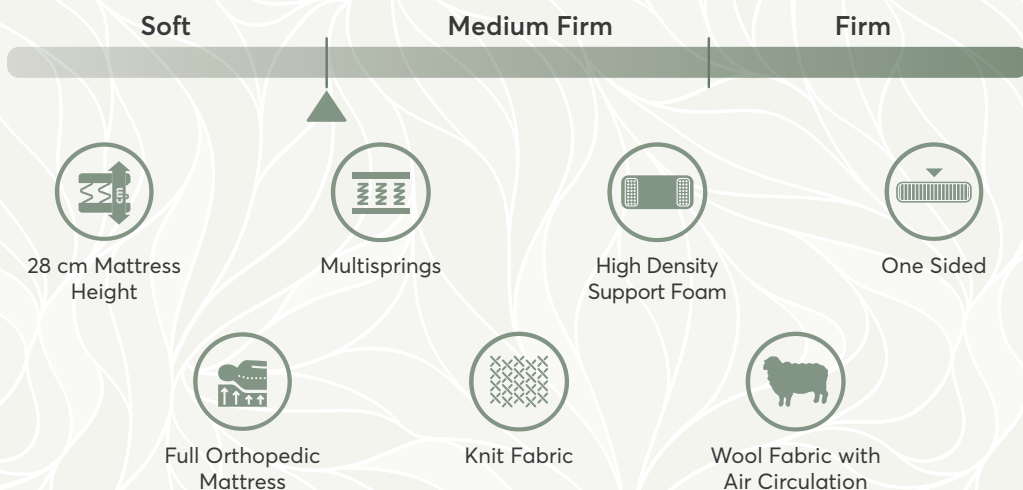 Soft
Medium Firm
Firm
cm
28 cm Mattress
Height
Multisprings
High Density
Support Foam
One Sided
Full Orthopedic
Mattress
Knit Fabric
Wool Fabric with
Air Circulation